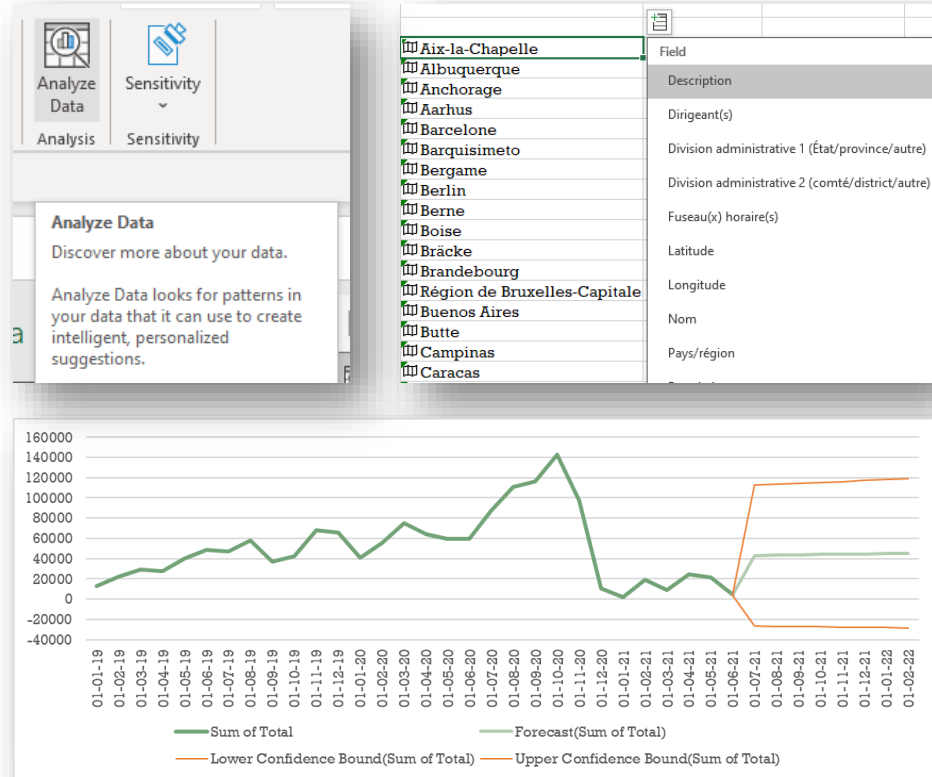 Analyze
Data
Sensitivity
Analysis
Sensitivity
Analyze Data
Discover more about your data.
Analyze Data looks for patterns in
your data that it can use to create
intelligent, personalized
suggestions.
a
Aix-la-Chapelle
Albuquerque
Anchorage
Aarhus
Barcelone
Barquisimeto
Bergame
Berlin
Berne
Boise
Bräcke
Brandebourg
Région de Bruxelles-Capitale
Buenos Aires
Butte
Campinas
Caracas
Field
Description
Dirigeant(s)
Division administrative 1 (État/province/autre)
Division administrative 2 (comté/district/autre)
Fuseau(x) horaire(s)
Latitude
Longitude
Nom
Pays/région
160000
140000
120000
100000
80000
60000
40000
20000
0
-20000
-40000
01-01-19
01-02-19
01-03-19
01-04-19
01-05-19
01-06-19
01-07-19
01-08-19
01-09-19
01-10-19
01-11-19
01-12-19
01-01-20
01-02-20
01-03-20
01-04-20
01-05-20
01-06-20
01-07-20
01-08-20
01-09-20
01-10-20
01-11-20
01-12-20
01-01-21
01-02-21
01-03-21
01-04-21
01-05-21
01-06-21
01-07-21
01-08-21
01-09-21
01-10-21
01-11-21
01-12-21
01-01-22
01-02-22
Sum of Total
Forecast(Sum of Total)
Lower Confidence Bound(Sum of Total)
Upper Confidence Bound(Sum of Total)